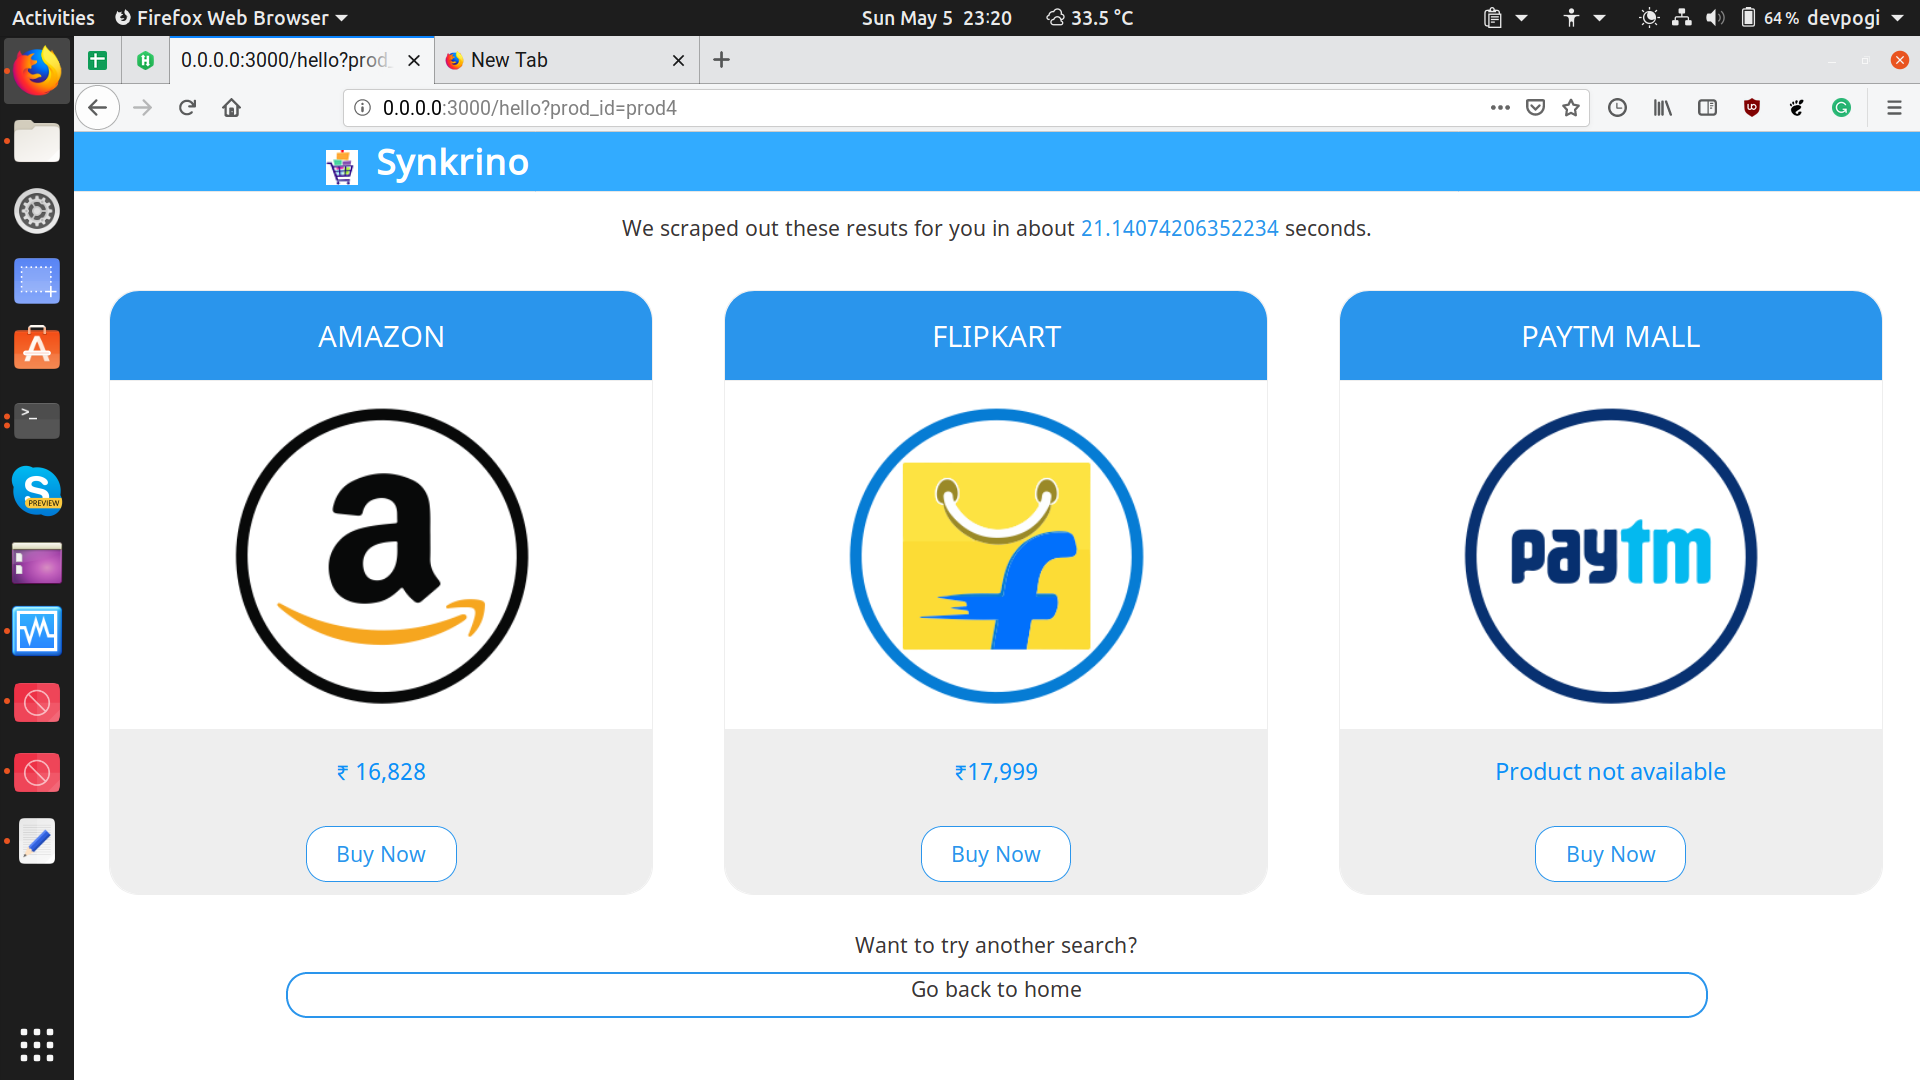 Activities Firefox Web Browser Sun May 5 23:20 33.5 °C 64 % devpogi
0.0.0.0:3000/hello?prod_ New Tab
0.0.0.0:3000/hello?prod_id=prod4
Synkrino
We scraped out these resuts for you in about 21.14074206352234 seconds.
AMAZON FLIPKART PAYTM MALL
a f paytm
S
PREVIEW
₹ 16,828 ₹17,999 Product not available
Buy Now Buy Now Buy Now
Want to try another search?
Go back to home